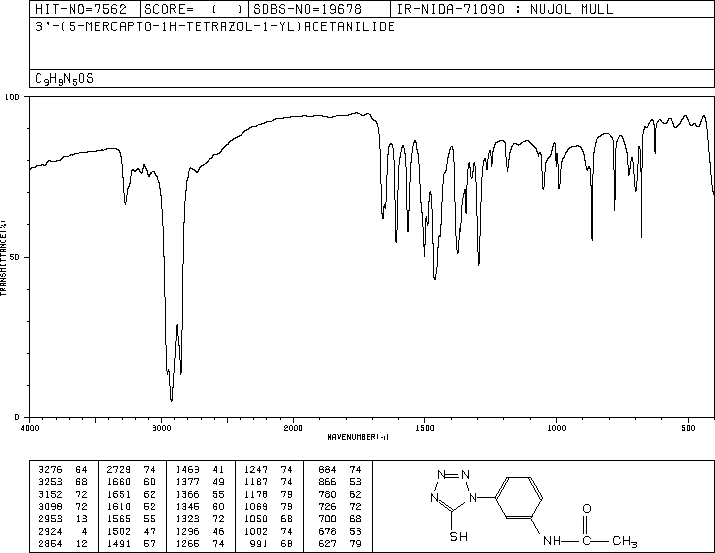 HIT-NO=7562 SCORE= ( ) SDBS-NO=19678 IR-NIDA-71090 : NUJOL MULL
3'-(5-MERCAPTO-1H-TETRAZOL-1-YL)ACETANILIDE
C9H9N5OS
100
50
0
TRANSMITTANCE(%)
4000 3000 2000 1500 1000 500
WAVENUMBER(-1)
3276 64 2729 74 1463 41 1247 74 884 74
3253 68 1660 60 1377 49 1187 74 866 53
3152 72 1651 62 1366 55 1178 79 780 62
3098 72 1610 52 1345 60 1069 79 726 72
2953 13 1565 55 1323 72 1050 68 700 68
2924 4 1502 47 1296 46 1002 74 678 53
2854 12 1491 57 1265 74 991 68 627 79
N N
N N
SH
NH
O
C
CH3